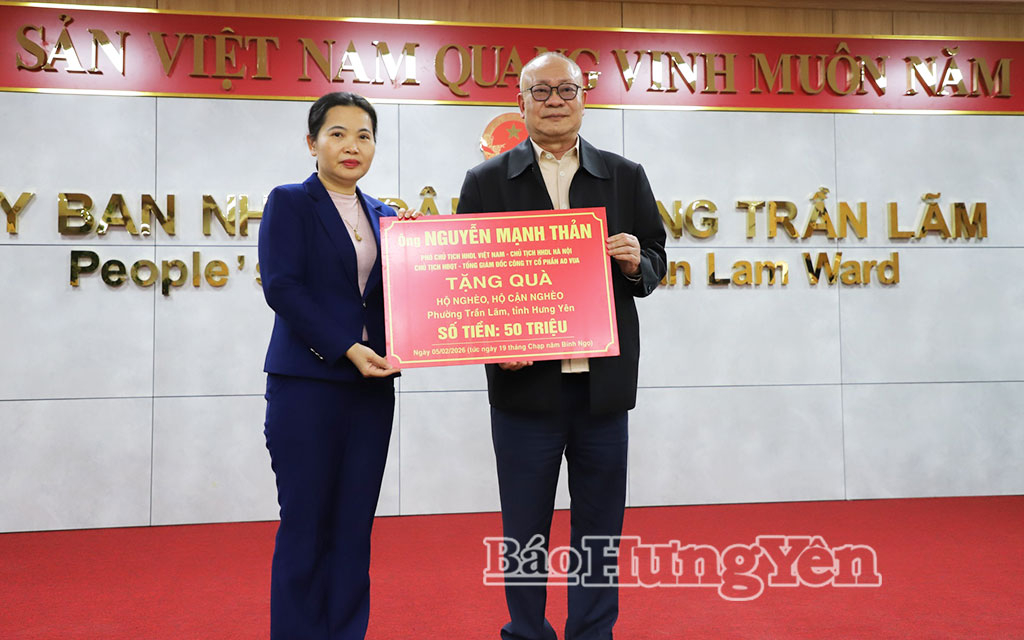 SẢN VIỆT NAM QUANG VINH MUÔN NĂM
Y BAN NH NG TRẦN LÃM
People's an Lam Ward
Ông NGUYỄN MẠNH THẢN
PHÓ CHỦ TỊCH HHDL VIỆT NAM - CHỦ TỊCH HHDL HÀ NỘI
CHỦ TỊCH HĐQT - TỔNG GIÁM ĐỐC CÔNG TY CỔ PHẦN AO VUA
TẶNG QUÀ
HỘ NGHÈO, HỘ CẬN NGHÈO
Phường Trần Lãm, tỉnh Hưng Yên
SỐ TIỀN: 50 TRIỆU
Ngày 05/02/2026 (tức ngày 19 tháng Chạp năm Bính Ngọ)
BáoHưngYên